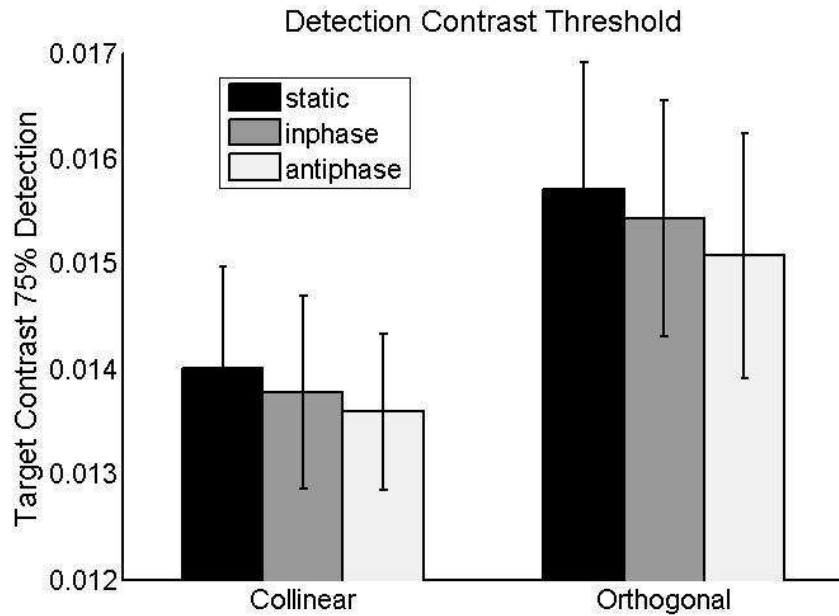 Detection Contrast Threshold
Target Contrast 75% Detection
0.017
0.016
0.015
0.014
0.013
0.012
static
inphase
antiphase
Collinear
Orthogonal